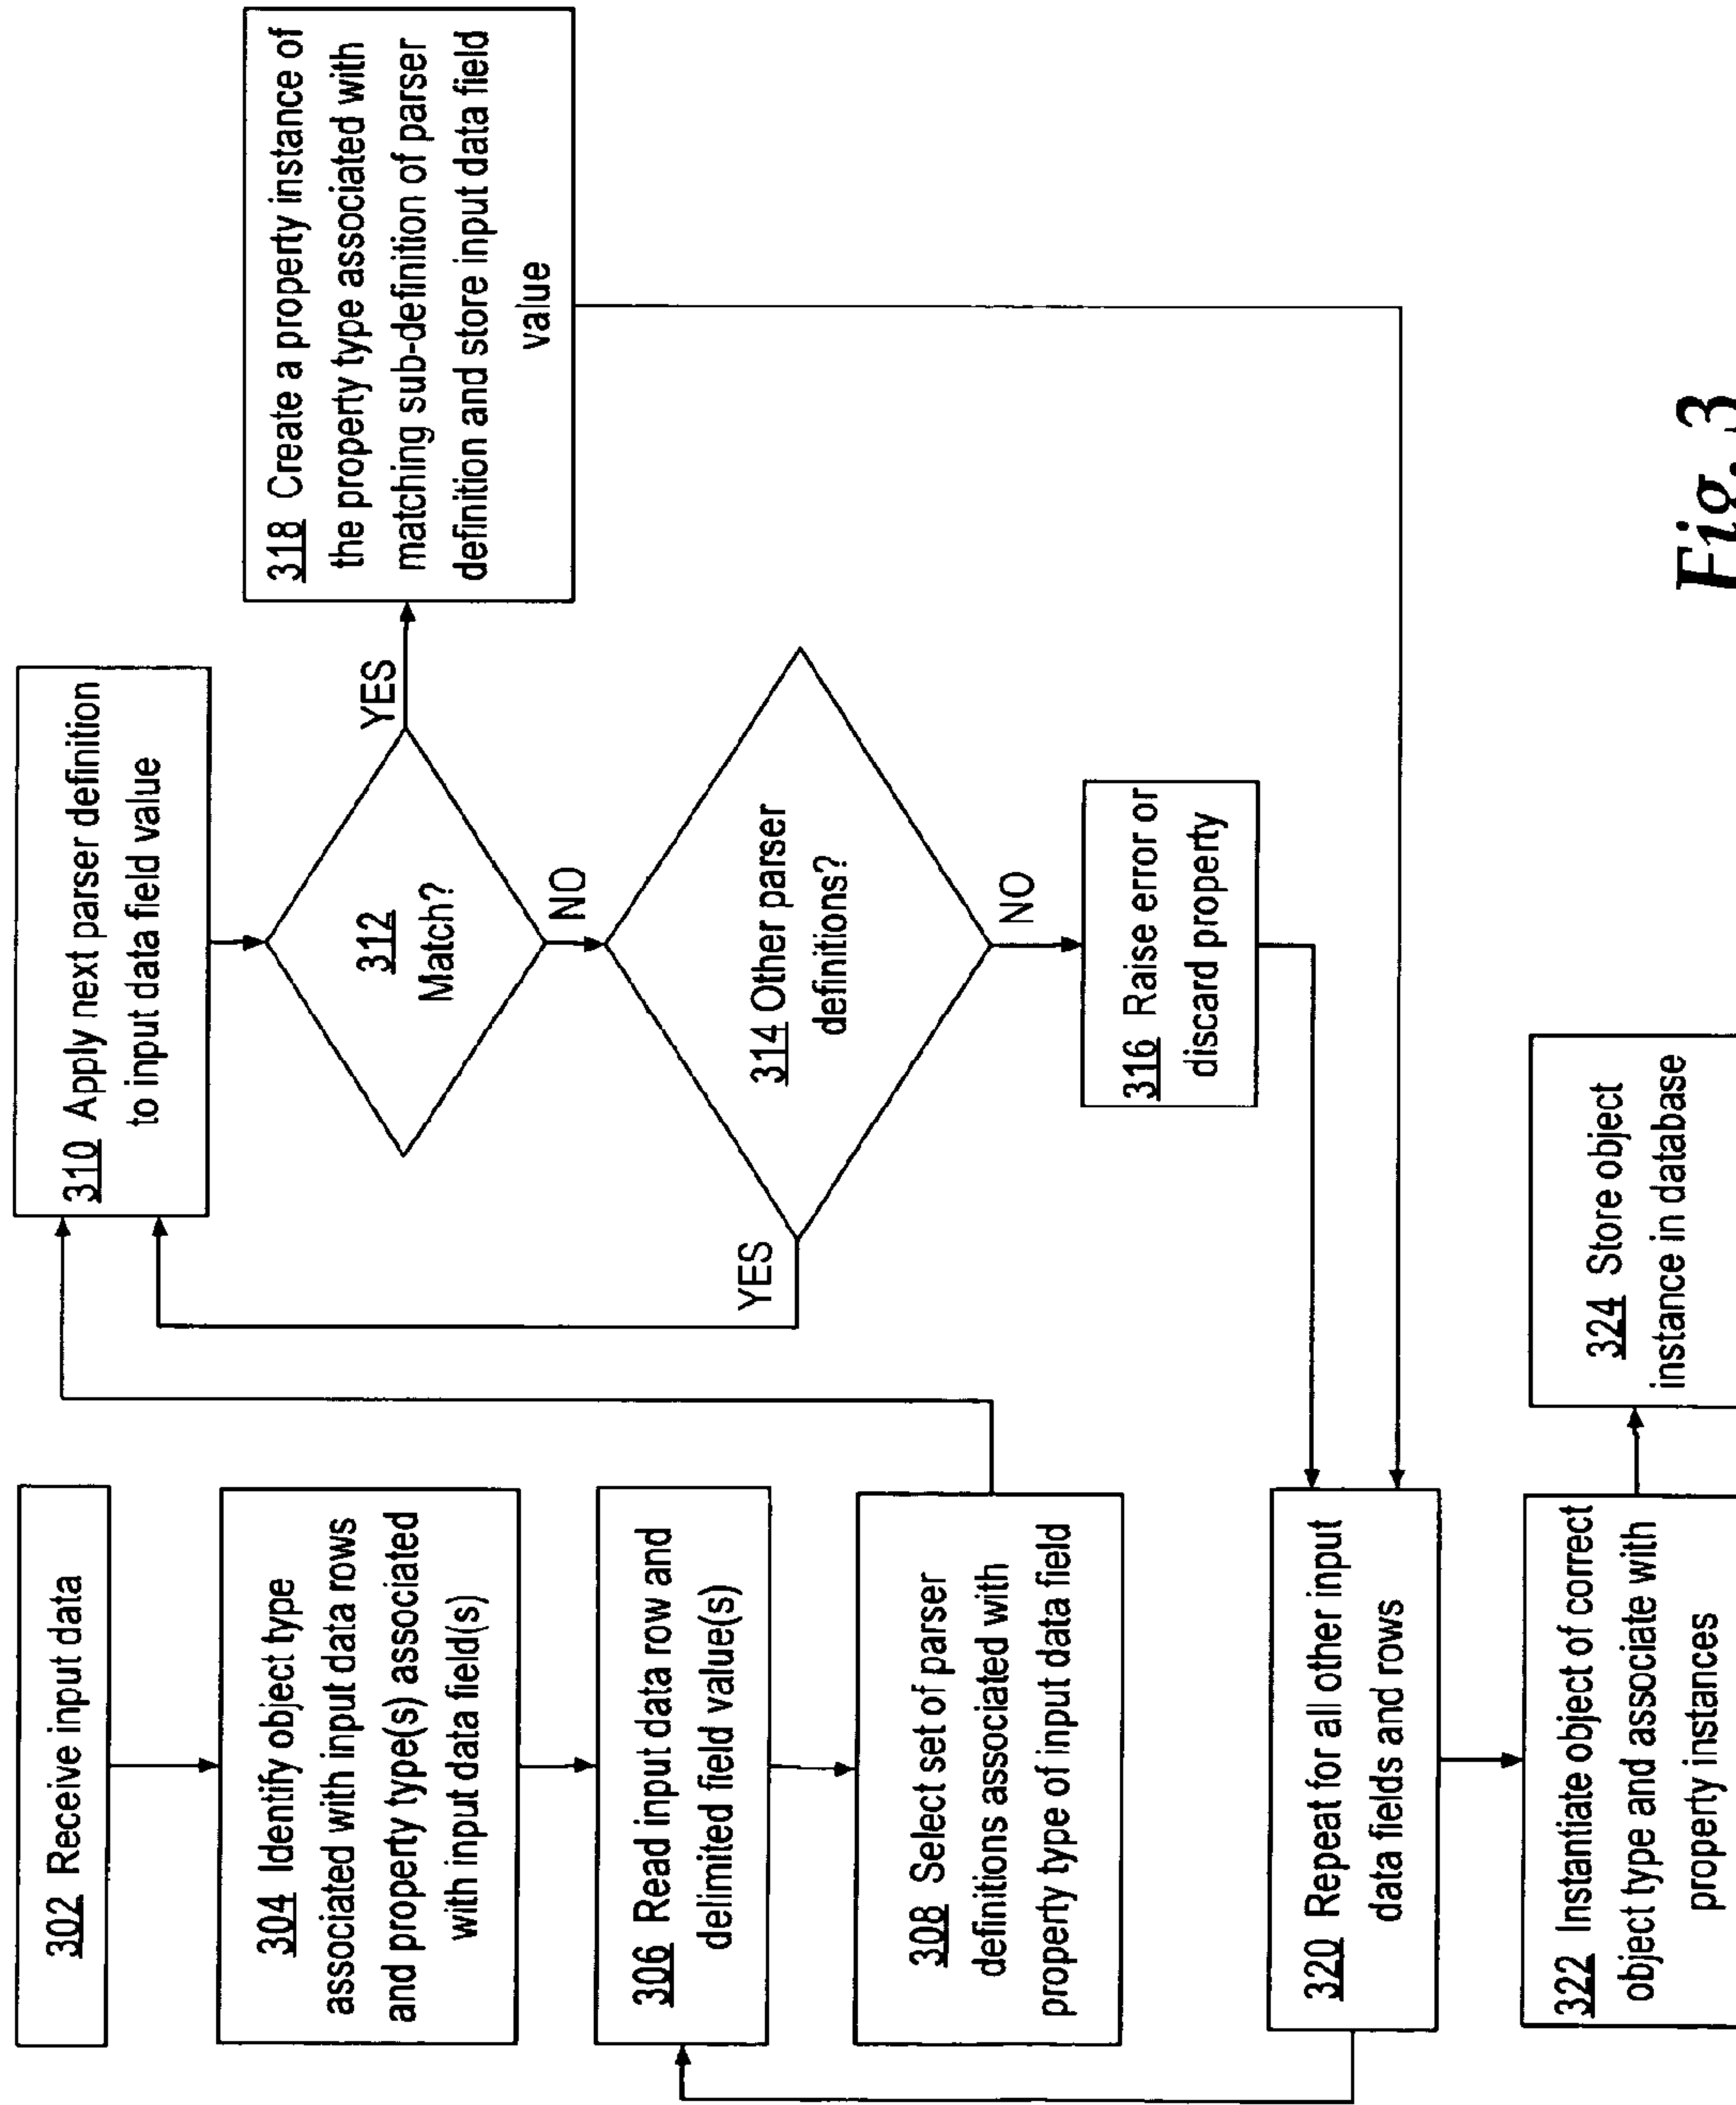 302 Receive input data
304 Identify object type
associated with input data rows
and property type(s) associated
with input data field(s)
306 Read input data row and
delimited field value(s)
308 Select set of parser
definitions associated with
property type of input data field
310 Apply next parser definition
to input data field value
312
Match?
YES
NO
318 Create a property instance of
the property type associated with
matching sub-definition of parser
definition and store input data field
value
314 Other parser
definitions?
YES
NO
316 Raise error or
discard property
320 Repeat for all other input
data fields and rows
322 Instantiate object of correct
object type and associate with
property instances
324 Store object
instance in database
Fig. 3